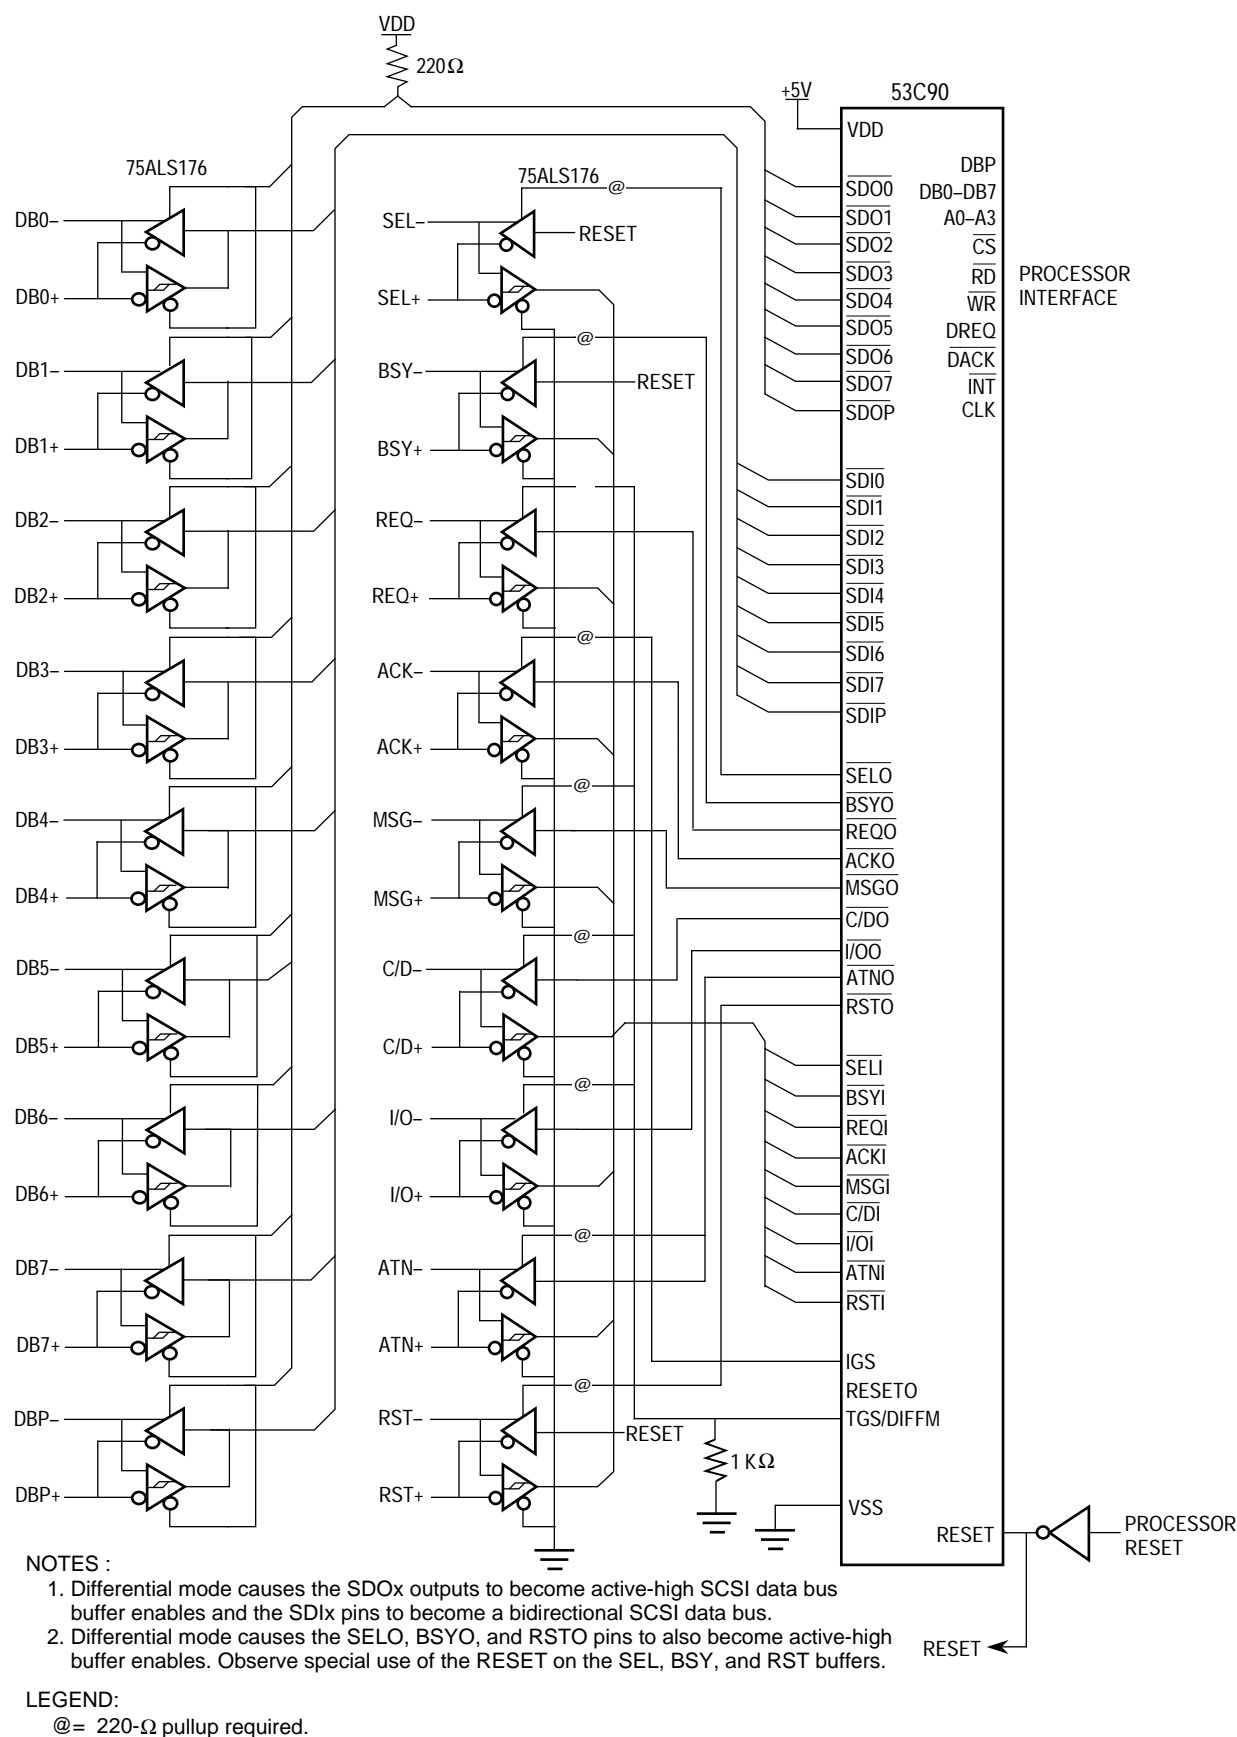 VDD
220Ω
+5V
53C90
75ALS176
75ALS176
@
DB0–
DB0+
DB1–
DB1+
DB2–
DB2+
DB3–
DB3+
DB4–
DB4+
DB5–
DB5+
DB6–
DB6+
DB7–
DB7+
DBP–
DBP+
SEL–
RESET
SEL+
@
BSY–
RESET
BSY+
REQ–
REQ+
@
ACK–
ACK+
@
MSG–
MSG+
@
C/D–
C/D+
@
I/O–
I/O+
@
ATN–
ATN+
@
RST–
RESET
RST+
1 KΩ
VDD
SDO0
SDO1
SDO2
SDO3
SDO4
SDO5
SDO6
SDO7
SDOP
SDI0
SDI1
SDI2
SDI3
SDI4
SDI5
SDI6
SDI7
SDIP
SELO
BSYO
REQO
ACKO
MSGO
C/DO
I/OO
ATNO
RSTO
SELI
BSYI
REQI
ACKI
MSGI
C/DI
I/OI
ATNI
RSTI
IGS
RESETO
TGS/DIFFM
VSS
DBP
DB0–DB7
A0–A3
CS
RD
WR
DREQ
DACK
INT
CLK
RESET
PROCESSOR
INTERFACE
PROCESSOR
RESET
RESET
NOTES :
1. Differential mode causes the SDOx outputs to become active-high SCSI data bus
buffer enables and the SDIx pins to become a bidirectional SCSI data bus.
2. Differential mode causes the SELO, BSYO, and RSTO pins to also become active-high
buffer enables. Observe special use of the RESET on the SEL, BSY, and RST buffers.
LEGEND:
@= 220-Ω pullup required.